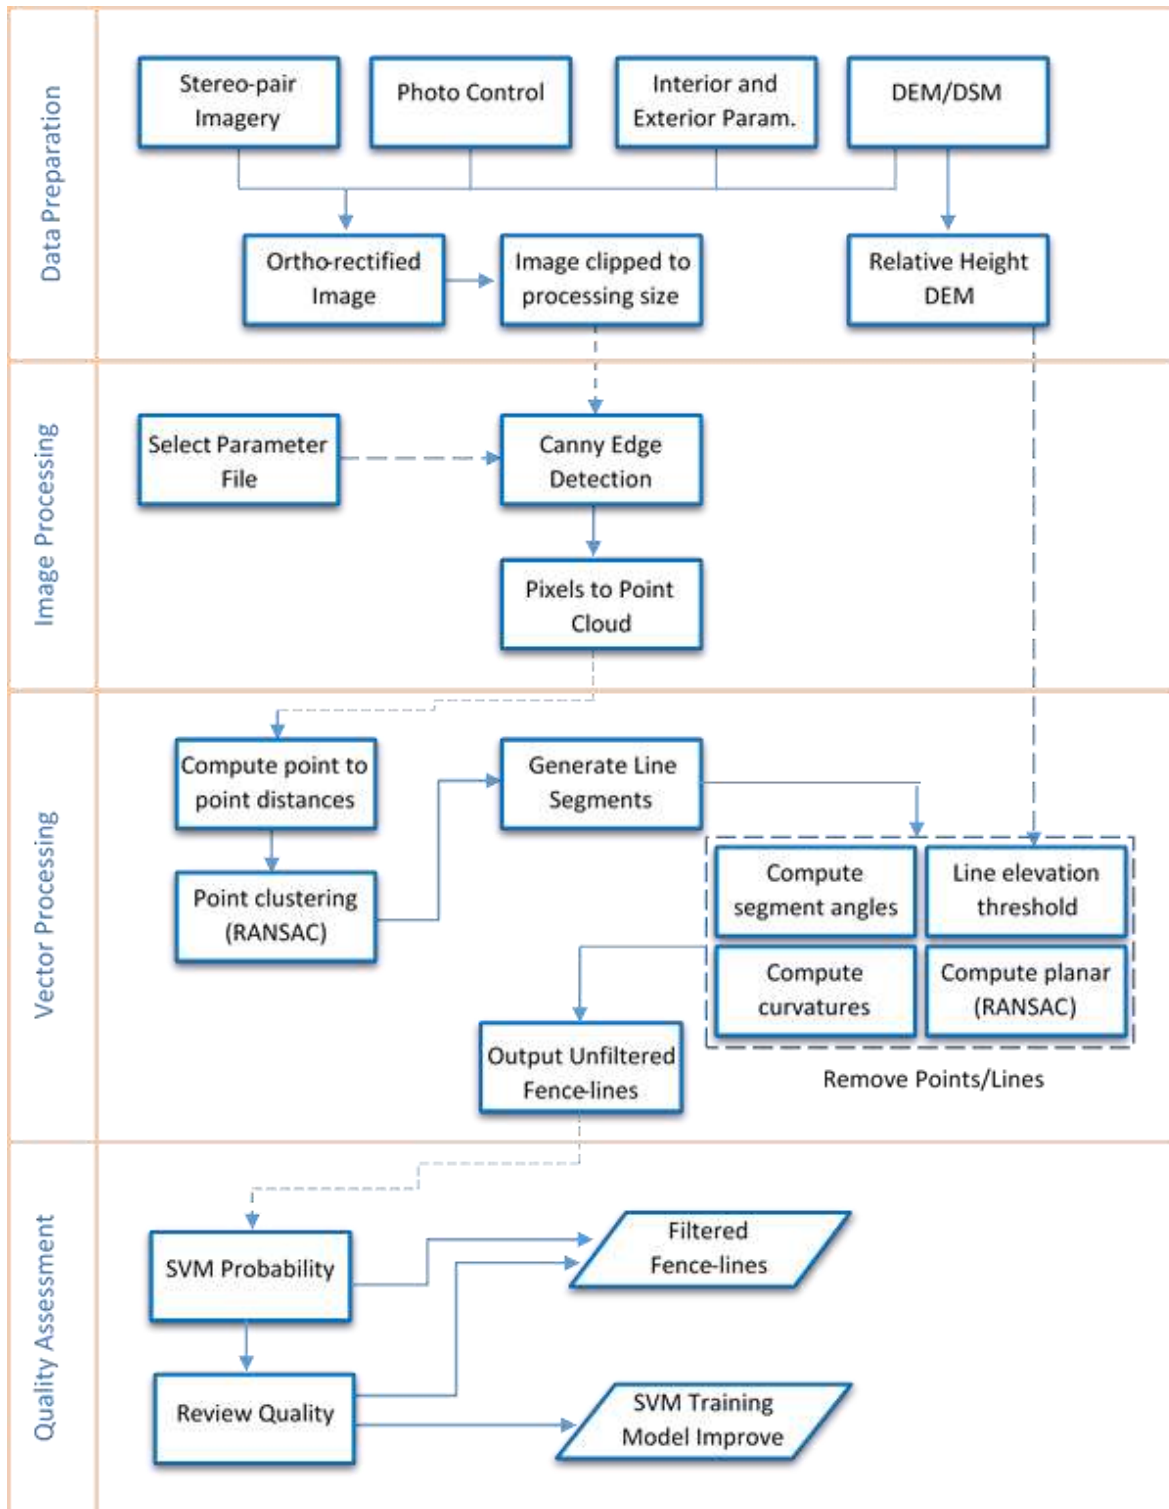 Data Preparation
Stereo-pair
Imagery
Photo Control
Interior and
Exterior Param.
DEM/DSM
Ortho-rectified
Image
Image clipped to
processing size
Relative Height
DEM
Image Processing
Select Parameter
File
Canny Edge
Detection
Pixels to Point
Cloud
Vector Processing
Compute point to
point distances
Generate Line
Segments
Point clustering
(RANSAC)
Compute
segment angles
Line elevation
threshold
Compute
curvatures
Compute planar
(RANSAC)
Output Unfiltered
Fence-lines
Remove Points/Lines
Quality Assessment
SVM Probability
Filtered
Fence-lines
Review Quality
SVM Training
Model Improve